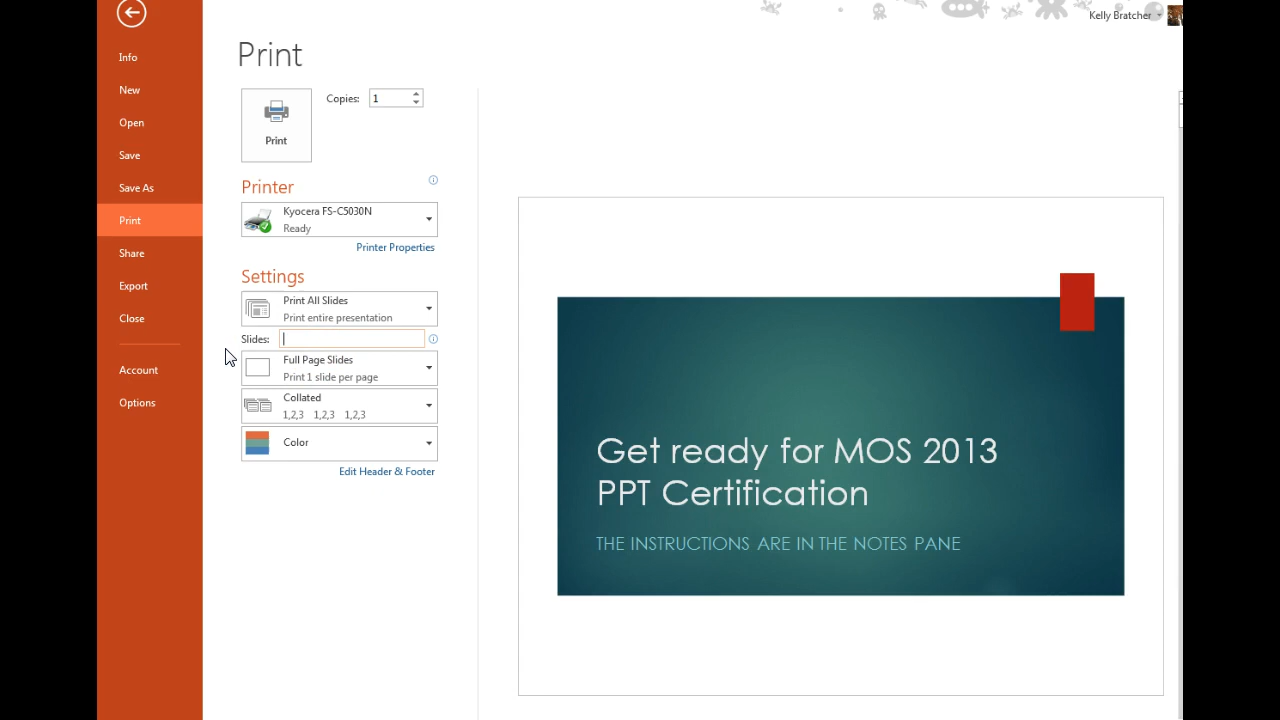 Kelly Bratcher
Info
New
Open
Save
Save As
Print
Share
Export
Close
Account
Options
Print
Copies: 1
Print
Printer
Kyocera FS-C5030N
Ready
Printer Properties
Settings
Print All Slides
Print entire presentation
Slides:
Full Page Slides
Print 1 slide per page
Collated
1,2,3 1,2,3 1,2,3
Color
Edit Header & Footer
Get ready for MOS 2013
PPT Certification
THE INSTRUCTIONS ARE IN THE NOTES PANE